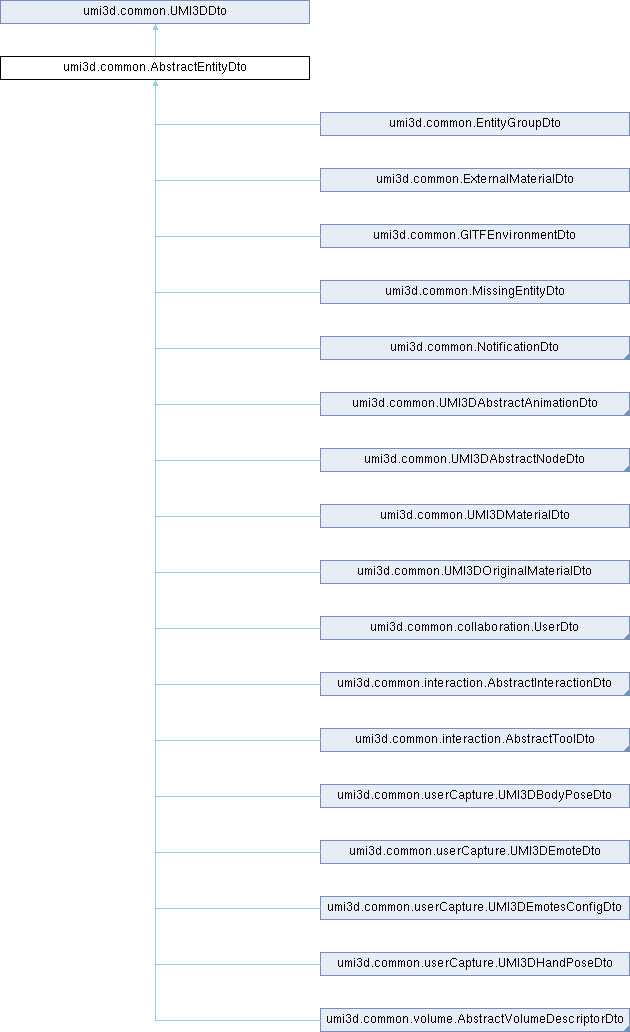 umi3d.common.UMI3DDto
umi3d.common.AbstractEntityDto
umi3d.common.EntityGroupDto
umi3d.common.ExternalMaterialDto
umi3d.common.GlTFEnvironmentDto
umi3d.common.MissingEntityDto
umi3d.common.NotificationDto
umi3d.common.UMI3DAbstractAnimationDto
umi3d.common.UMI3DAbstractNodeDto
umi3d.common.UMI3DMaterialDto
umi3d.common.UMI3DOriginalMaterialDto
umi3d.common.collaboration.UserDto
umi3d.common.interaction.AbstractInteractionDto
umi3d.common.interaction.AbstractToolDto
umi3d.common.userCapture.UMI3DBodyPoseDto
umi3d.common.userCapture.UMI3DEmoteDto
umi3d.common.userCapture.UMI3DEmotesConfigDto
umi3d.common.userCapture.UMI3DHandPoseDto
umi3d.common.volume.AbstractVolumeDescriptorDto